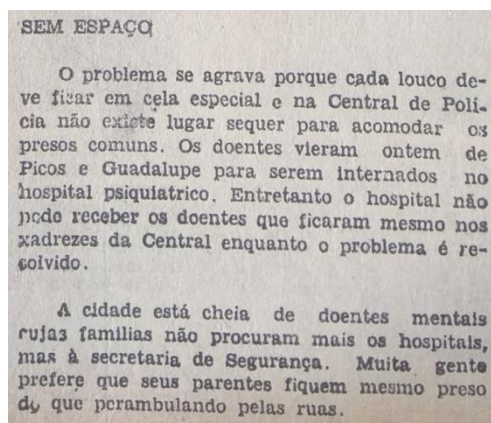 SEM ESPAÇO
O problema se agrava porque cada louco de-
ve ficar em cela especial e na Central de Polí-
cia não existe lugar sequer para acomodar os
presos comuns. Os doentes vieram ontem de
Picos e Guadalupe para serem internados no
hospital psiquiatrico. Entretanto o hospital não
pode receber os doentes que ficaram mesmo nos
xadrezes da Central enquanto o problema é re-
solvido.
A cidade está cheia de doentes mentais
cujas familias não procuram mais os hospitais,
mas à secretaria de Segurança. Muita gente
prefere que seus parentes fiquem mesmo preso
do que perambulando pelas ruas.